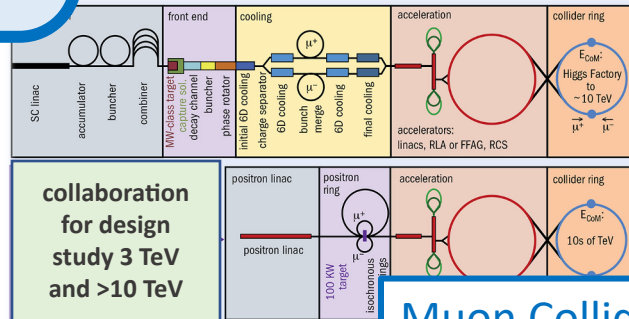 front end
cooling
acceleration
collider ring
SC linac
accumulator
buncher
combiner
MW-class target
capture sol.
decay channel
buncher
phase rotator
initial 6D cooling
charge separator
6D cooling
bunch
merge
6D cooling
final cooling
μ+
μ−
accelerators:
linacs, RLA or FFAG, RCS
ECoM:
Higgs Factory
to
~10 TeV
μ+ μ−
collaboration
for design
study 3 TeV
and >10 TeV
positron linac
positron
ring
acceleration
collider ring
positron linac
μ+
μ−
100 KW
target
isochronous
ECoM:
10s of TeV
Muon Collid